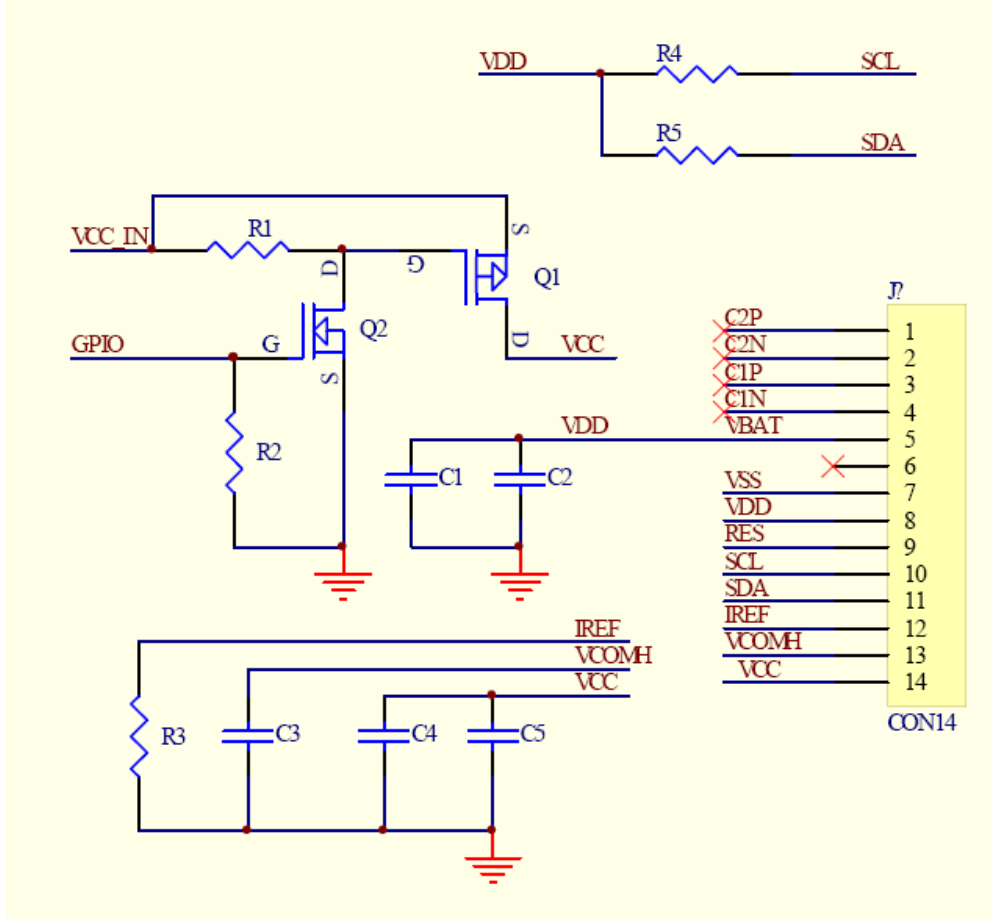 VDD R4 SCL
R5 SDA
VCC_IN R1 D G S Q1
GPIO G Q2 S D VCC
R2
J?
C2P 1
C2N 2
C1P 3
C1N 4
VDD VBAT 5
6
C1 C2
VSS 7
VDD 8
RES 9
SCL 10
SDA 11
IREF 12
VCOMH 13
VCC 14
CON14
IREF
VCOMH
VCC
R3 C3 C4 C5